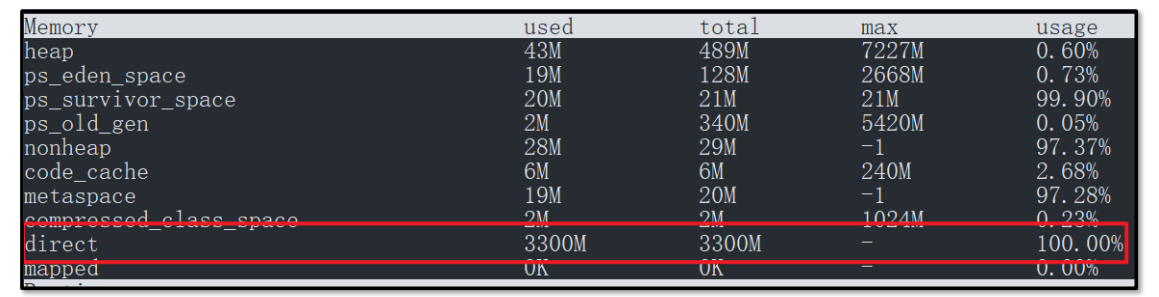 Memory used total max usage
heap 43M 489M 7227M 0.60%
ps_eden_space 19M 128M 2668M 0.73%
ps_survivor_space 20M 21M 21M 99.90%
ps_old_gen 2M 340M 5420M 0.05%
nonheap 28M 29M -1 97.37%
code_cache 6M 6M 240M 2.68%
metaspace 19M 20M -1 97.28%
compressed_class_space 2M 2M 1024M 0.23%
direct 3300M 3300M - 100.00%
mapped 0K 0K - 0.00%